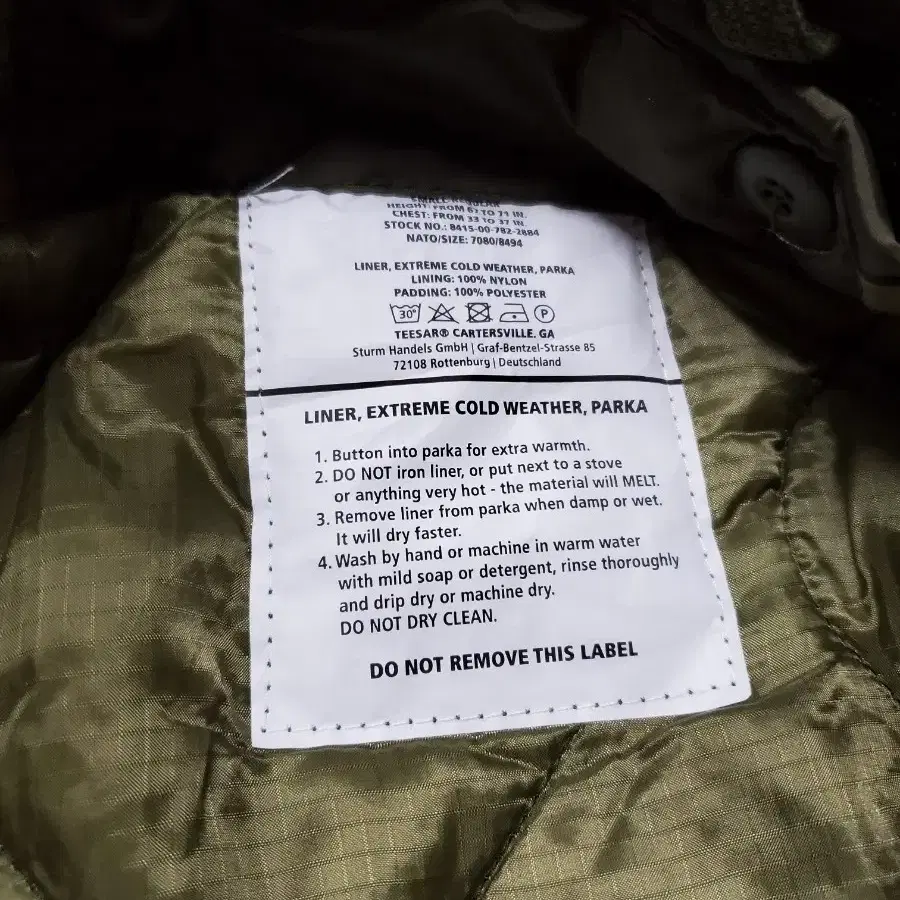 SMALL REGULAR
HEIGHT: FROM 67 TO 71 IN.
CHEST: FROM 33 TO 37 IN.
STOCK NO.: 8415-00-782-2884
NATO/SIZE: 7080/8494
LINER, EXTREME COLD WEATHER, PARKA
LINING: 100% NYLON
PADDING: 100% POLYESTER
30° P
TEESAR® CARTERSVILLE. GA
Sturm Handels GmbH | Graf-Bentzel-Strasse 85
72108 Rottenburg | Deutschland
LINER, EXTREME COLD WEATHER, PARKA
1. Button into parka for extra warmth.
2. DO NOT iron liner, or put next to a stove
or anything very hot - the material will MELT.
3. Remove liner from parka when damp or wet.
It will dry faster.
4. Wash by hand or machine in warm water
with mild soap or detergent, rinse thoroughly
and drip dry or machine dry.
DO NOT DRY CLEAN.
DO NOT REMOVE THIS LABEL